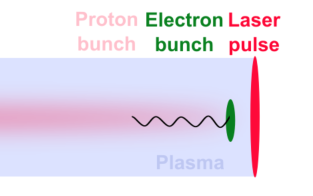 Proton bunch
Electron bunch
Laser pulse
Plasma